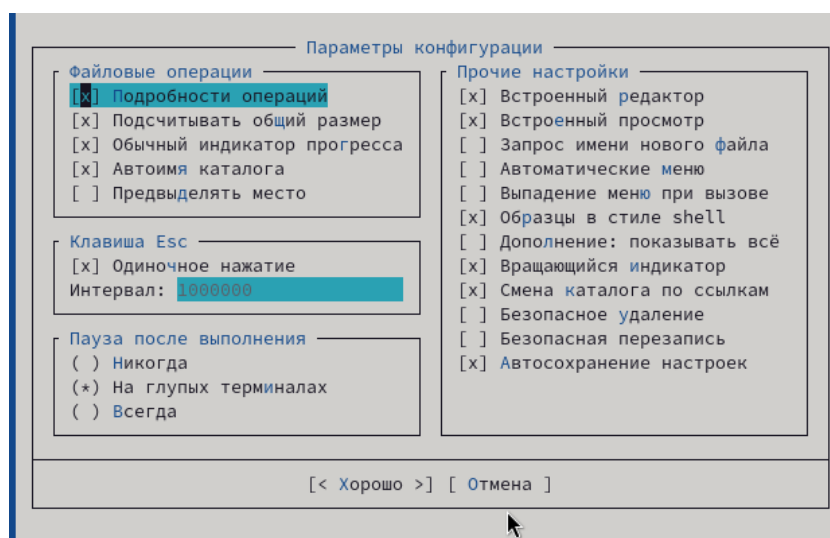 Параметры конфигурации
Файловые операции
[x] Подробности операций
[x] Подсчитывать общий размер
[x] Обычный индикатор прогресса
[x] Автоимя каталога
[ ] Предвыделять место
Клавиша Esc
[x] Одиночное нажатие
Интервал: 1000000
Пауза после выполнения
( ) Никогда
(*) На глупых терминалах
( ) Всегда
Прочие настройки
[x] Встроенный редактор
[x] Встроенный просмотр
[ ] Запрос имени нового файла
[ ] Автоматические меню
[ ] Выпадение меню при вызове
[x] Образцы в стиле shell
[ ] Дополнение: показывать всё
[x] Вращающийся индикатор
[x] Смена каталога по ссылкам
[ ] Безопасное удаление
[ ] Безопасная перезапись
[x] Автосохранение настроек
[< Хорошо >] [ Отмена ]